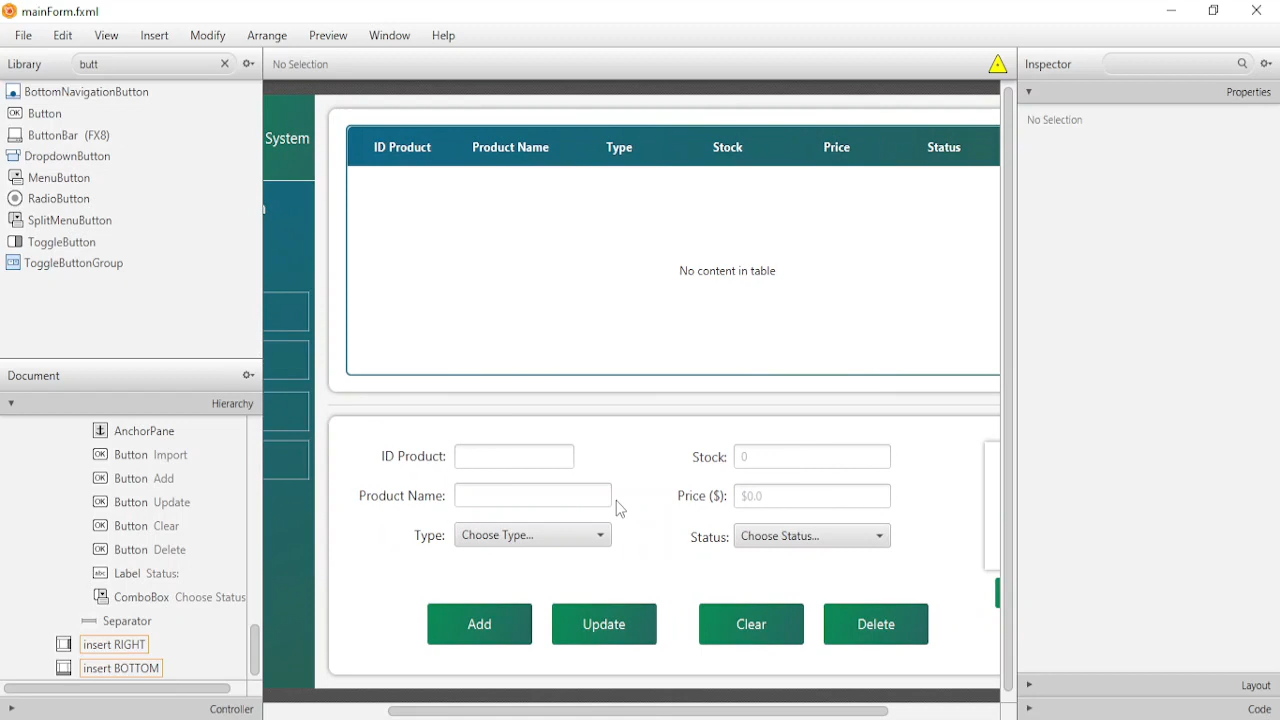 mainForm.fxml
File Edit View Insert Modify Arrange Preview Window Help
Library butt
No Selection
Inspector
BottomNavigationButton
Button
ButtonBar (FX8)
DropdownButton
MenuButton
RadioButton
SplitMenuButton
ToggleButton
ToggleButtonGroup
Document
Hierarchy
AnchorPane
Button Import
Button Add
Button Update
Button Clear
Button Delete
Label Status:
ComboBox Choose Status
Separator
insert RIGHT
insert BOTTOM
Controller
System
ID Product Product Name Type Stock Price Status
No content in table
ID Product: Stock: 0
Product Name: Price ($): $0.0
Type: Choose Type... Status: Choose Status...
Add Update Clear Delete
Properties
No Selection
Layout
Code